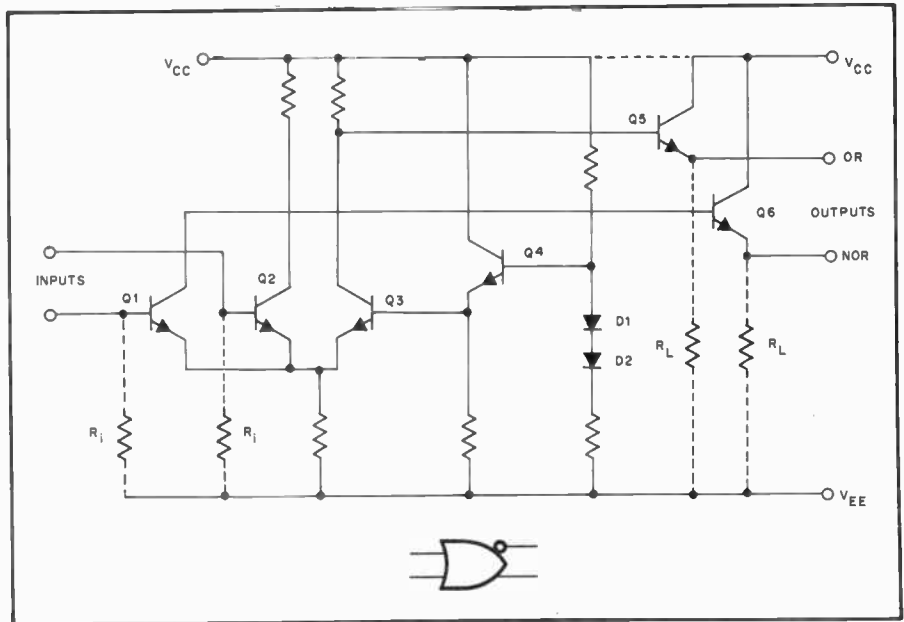 VCC
VCC
Q5
OR
Q6 OUTPUTS
NOR
Q4
INPUTS
Q1
Q2
Q3
D1
D2
RL
RL
Ri
Ri
VEE